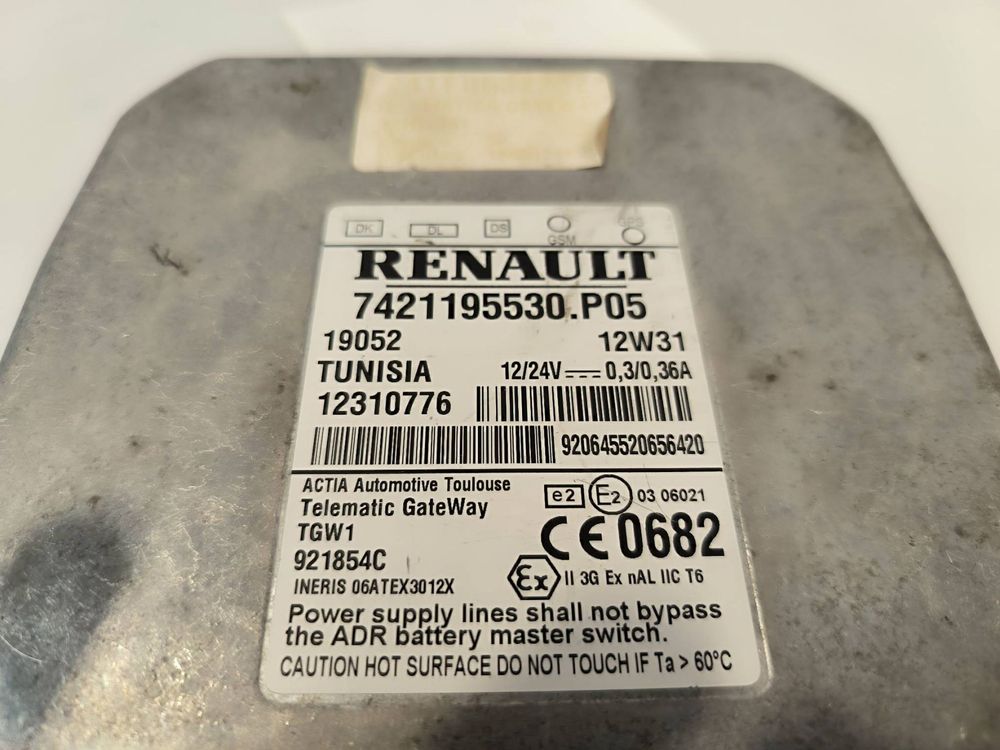 DK DL DS GSM GPS
RENAULT
7421195530.P05
19052 12W31
TUNISIA 12/24V 0,3/0,36A
12310776
920645520656420
ACTIA Automotive Toulouse
Telematic GateWay
TGW1
921854C
INERIS 06ATEX3012X
e2 E2 03 06021
CE0682
Ex II 3G Ex nAL IIC T6
Power supply lines shall not bypass
the ADR battery master switch.
CAUTION HOT SURFACE DO NOT TOUCH IF Ta > 60°C